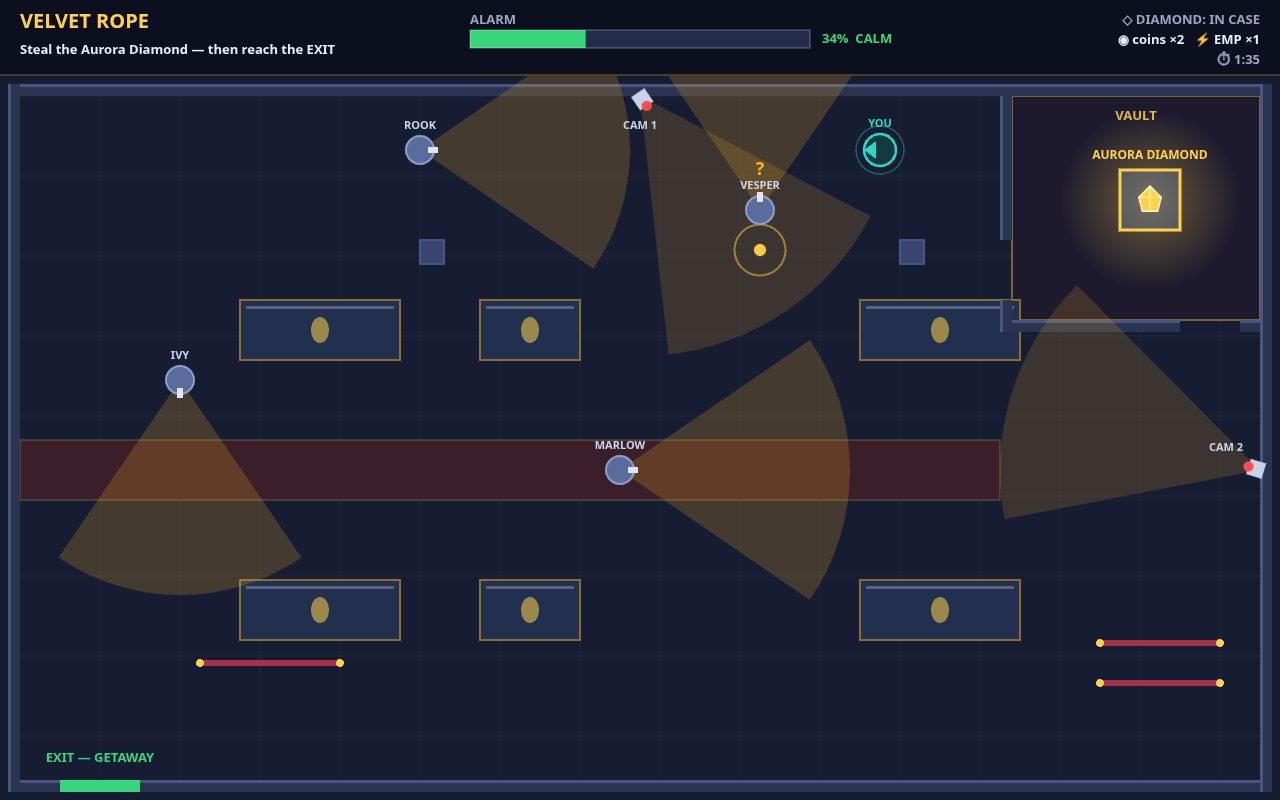 VELVET ROPE
Steal the Aurora Diamond — then reach the EXIT
ALARM
34% CALM
◇ DIAMOND: IN CASE
◉ coins ×2 ⚡ EMP ×1
⏱ 1:35
ROOK
CAM 1
YOU
VAULT
AURORA DIAMOND
?
VESPER
IVY
MARLOW
CAM 2
EXIT — GETAWAY